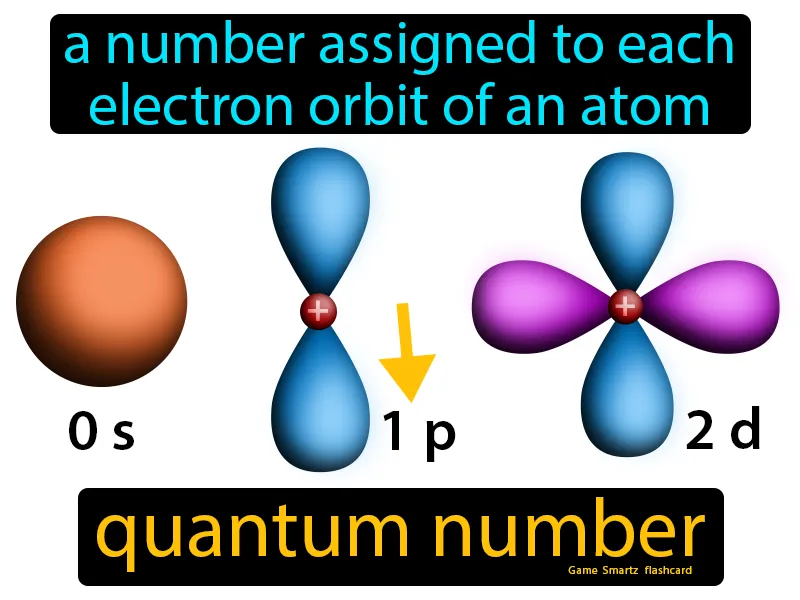 a number assigned to each
electron orbit of an atom
+
+
0 s
1 p
2 d
quantum number
Game Smartz flashcard